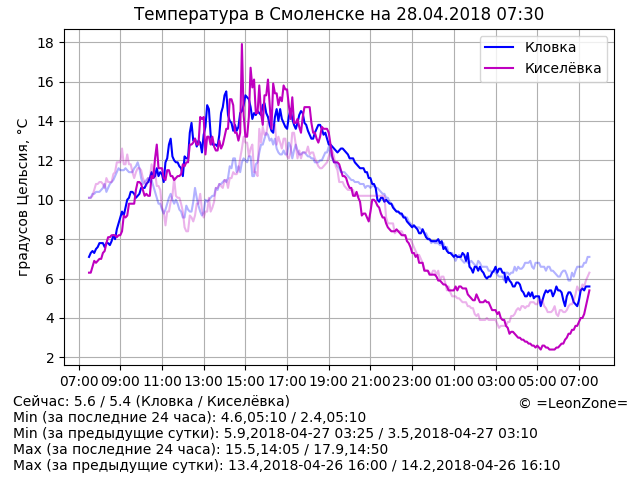 Температура в Смоленске на 28.04.2018 07:30
градусов Цельсия, °C
18
16
14
12
10
8
6
4
2
Кловка
Киселёвка
07:00 09:00 11:00 13:00 15:00 17:00 19:00 21:00 23:00 01:00 03:00 05:00 07:00
Сейчас: 5.6 / 5.4 (Кловка / Киселёвка)
© =LeonZone=
Min (за последние 24 часа): 4.6,05:10 / 2.4,05:10
Min (за предыдущие сутки): 5.9,2018-04-27 03:25 / 3.5,2018-04-27 03:10
Max (за последние 24 часа): 15.5,14:05 / 17.9,14:50
Max (за предыдущие сутки): 13.4,2018-04-26 16:00 / 14.2,2018-04-26 16:10